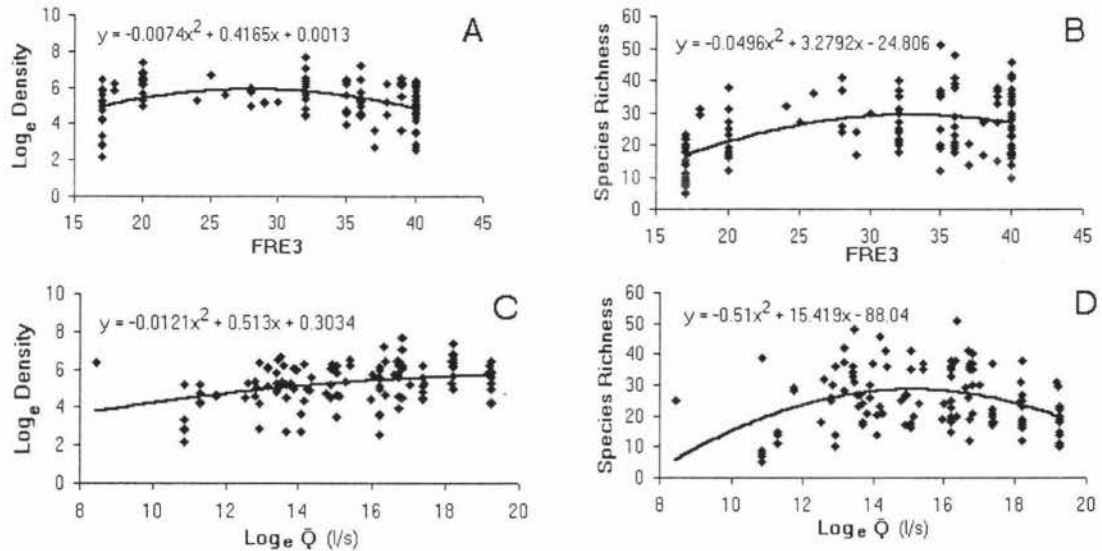 A
y = -0.0074x² + 0.4165x + 0.0013
Logₑ Density
10
8
6
4
2
0
15 20 25 30 35 40 45
FRE3
B
y = -0.0496x² + 3.2792x - 24.806
Species Richness
60
50
40
30
20
10
0
15 20 25 30 35 40 45
FRE3
C
y = -0.0121x² + 0.513x + 0.3034
Logₑ Density
10
8
6
4
2
0
8 10 12 14 16 18 20
Logₑ Q̄ (l/s)
D
y = -0.51x² + 15.419x - 88.04
Species Richness
60
50
40
30
20
10
0
8 10 12 14 16 18 20
Logₑ Q̄ (l/s)